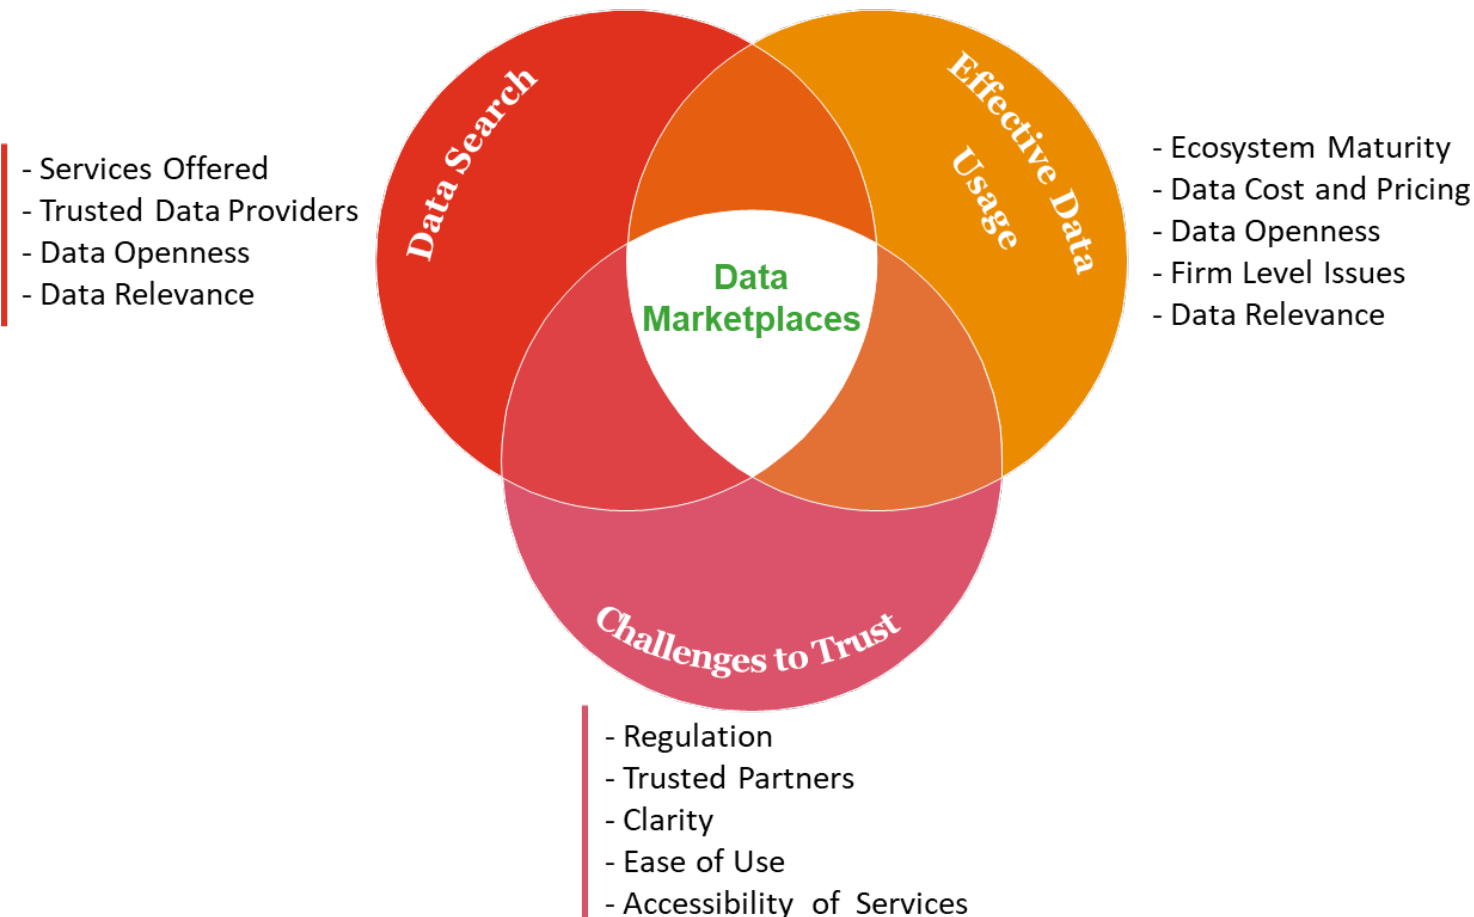 Data Search
Effective Data
Usage
- Services Offered
- Trusted Data Providers
- Data Openness
- Data Relevance
Data
Marketplaces
- Ecosystem Maturity
- Data Cost and Pricing
- Data Openness
- Firm Level Issues
- Data Relevance
Challenges to Trust
- Regulation
- Trusted Partners
- Clarity
- Ease of Use
- Accessibility of Services